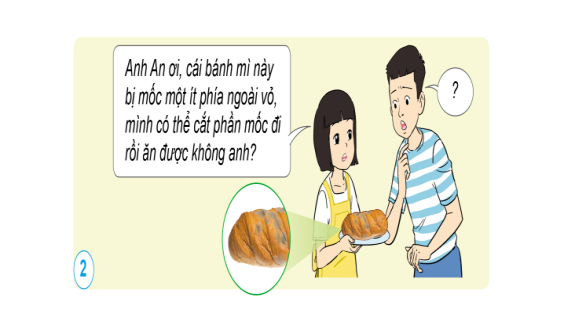 Anh An ơi, cái bánh mì này
bị mốc một ít phía ngoài vỏ,
mình có thể cắt phần mốc đi
rồi ăn được không anh?
?
2